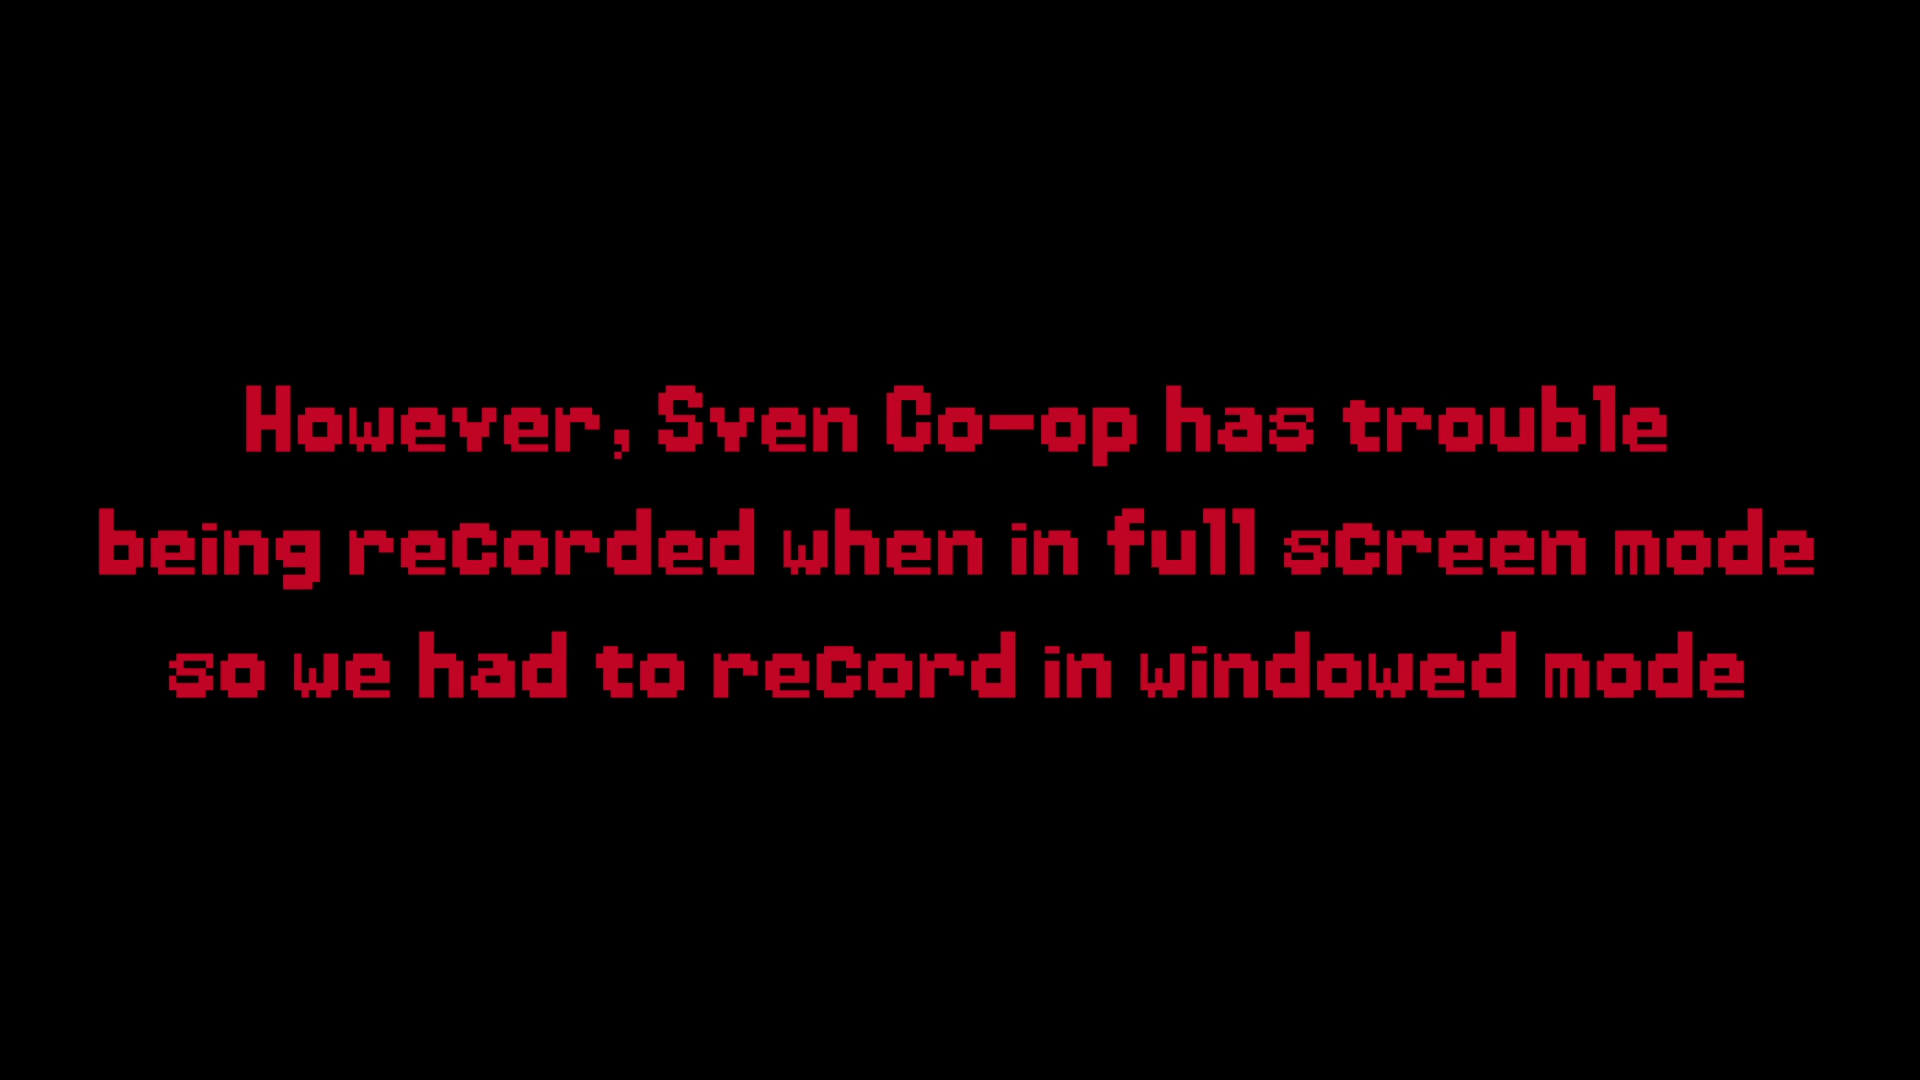 However, Sven Co-op has trouble
being recorded when in full screen mode
so we had to record in windowed mode